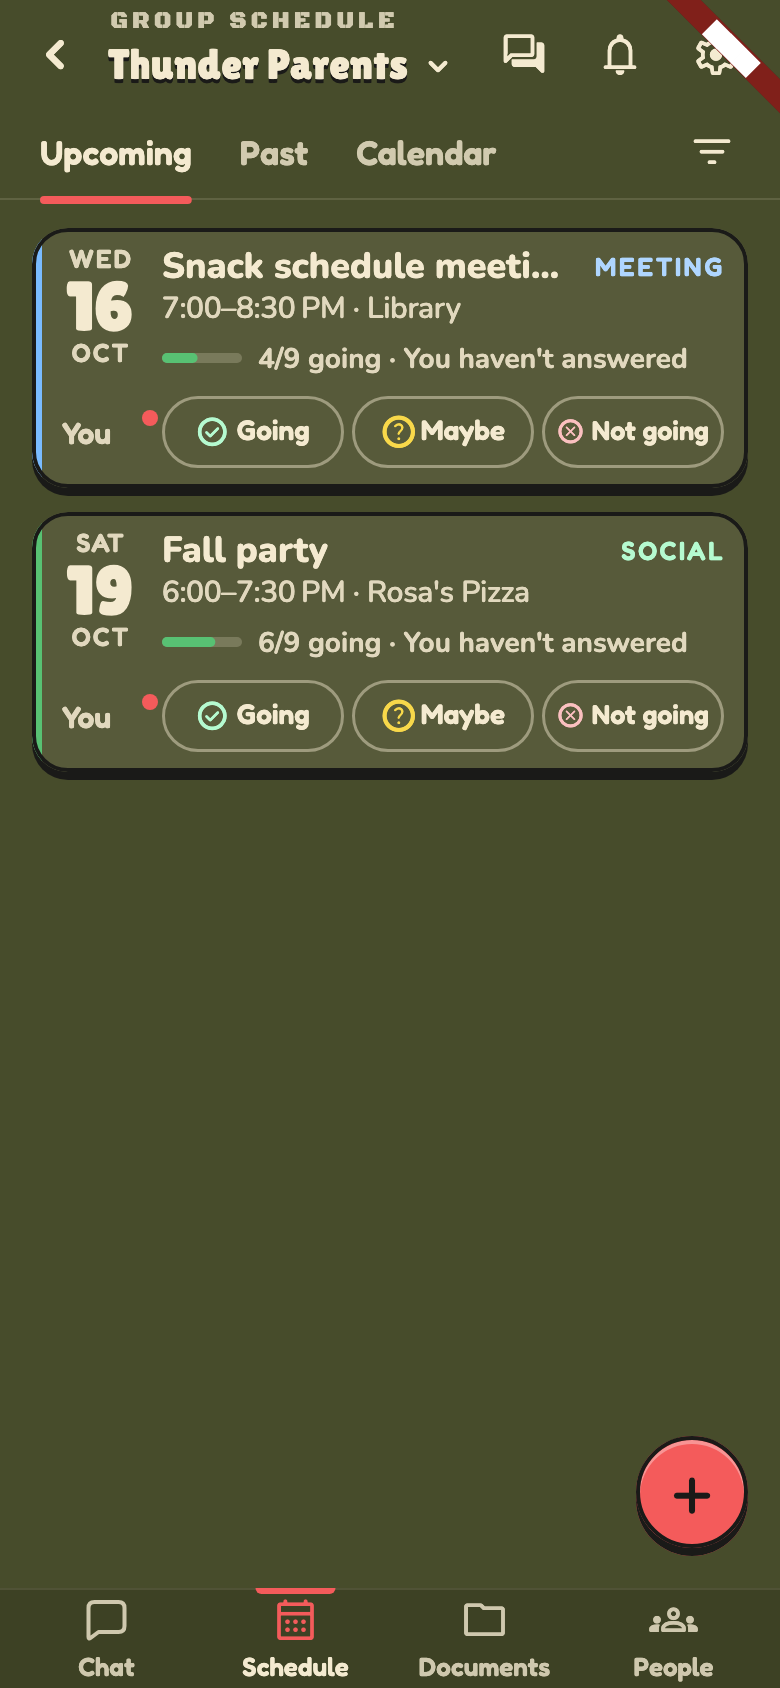 GROUP SCHEDULE
Thunder Parents
Upcoming Past Calendar
WED
16
OCT
Snack schedule meeti... MEETING
7:00–8:30 PM · Library
4/9 going · You haven't answered
You Going Maybe Not going
SAT
19
OCT
Fall party SOCIAL
6:00–7:30 PM · Rosa's Pizza
6/9 going · You haven't answered
You Going Maybe Not going
Chat Schedule Documents People